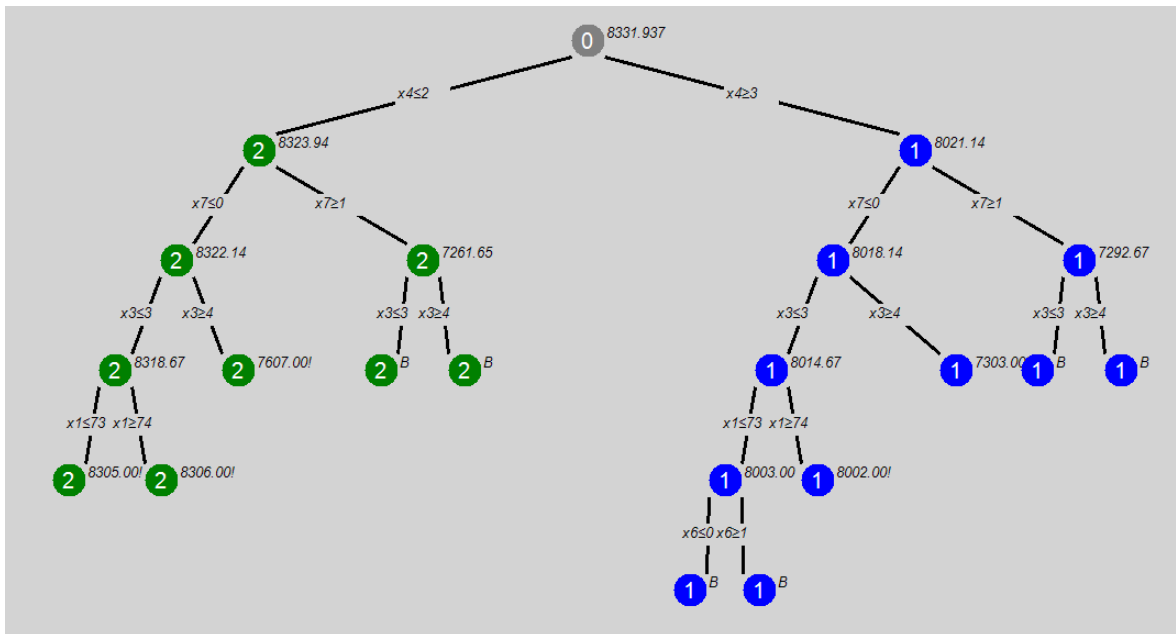 0 8331.937
x4≤2 x4≥3
2 8323.94 1 8021.14
x7≤0 x7≥1 x7≤0 x7≥1
2 8322.14 2 7261.65 1 8018.14 1 7292.67
x3≤3 x3≥4 x3≤3 x3≥4 x3≤3 x3≥4 x3≤3 x3≥4
2 8318.67 2 7607.00! 2 B 2 B 1 8014.67 1 7303.00 1 B 1 B
x1≤73 x1≥74 x1≤73 x1≥74
2 8305.00! 2 8306.00! 1 8003.00 1 8002.00!
x6≤0 x6≥1
1 B 1 B